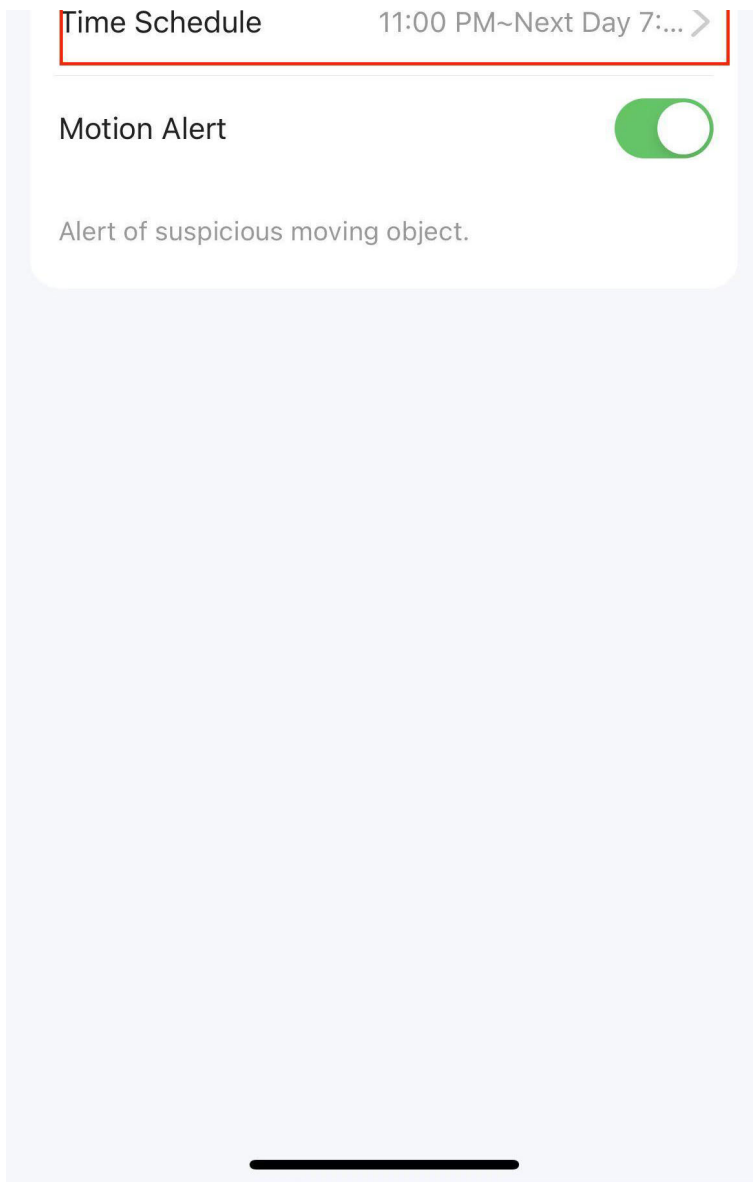 Time Schedule 11:00 PM~Next Day 7:...
Motion Alert
Alert of suspicious moving object.